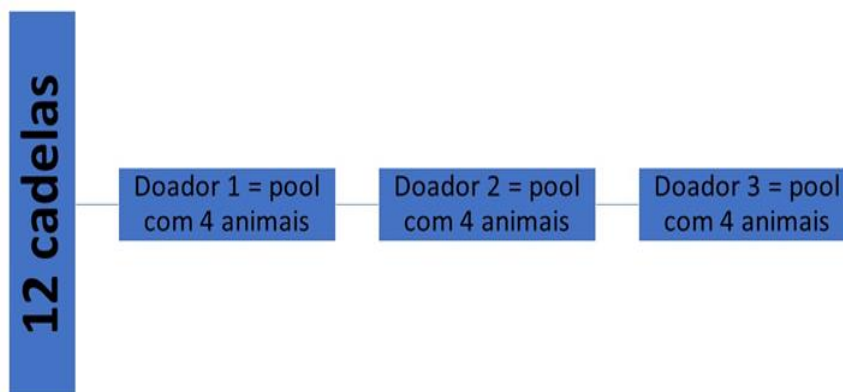 12 cadelas
Doador 1 = pool
com 4 animais
Doador 2 = pool
com 4 animais
Doador 3 = pool
com 4 animais